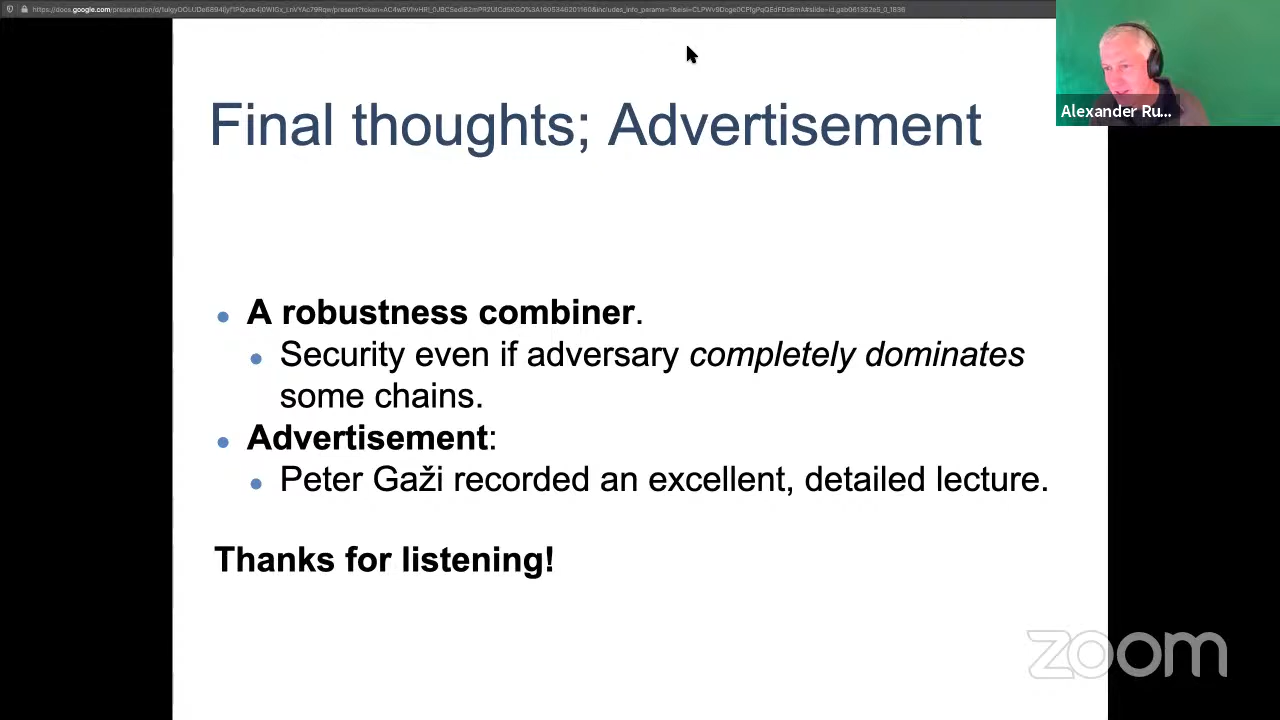 Alexander Ru...
Final thoughts; Advertisement
A robustness combiner.
Security even if adversary completely dominates
some chains.
Advertisement:
Peter Gaži recorded an excellent, detailed lecture.
Thanks for listening!
zoom